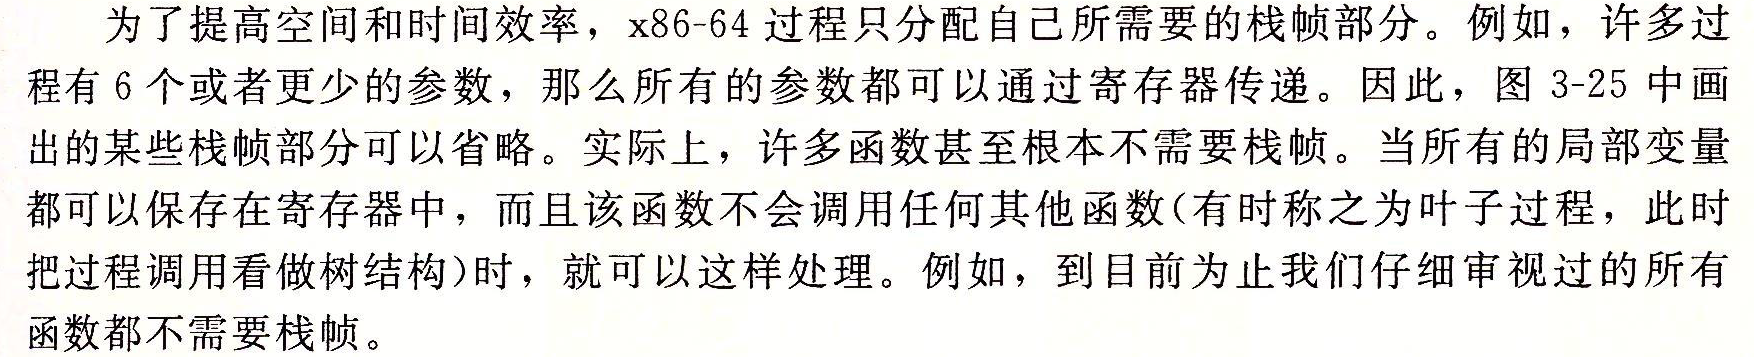 为了提高空间和时间效率，x86-64 过程只分配自己所需要的栈帧部分。例如，许多过
程有 6 个或者更少的参数，那么所有的参数都可以通过寄存器传递。因此，图 3-25 中画
出的某些栈帧部分可以省略。实际上，许多函数甚至根本不需要栈帧。当所有的局部变量
都可以保存在寄存器中，而且该函数不会调用任何其他函数(有时称之为叶子过程，此时
把过程调用看做树结构)时，就可以这样处理。例如，到目前为止我们仔细审视过的所有
函数都不需要栈帧。